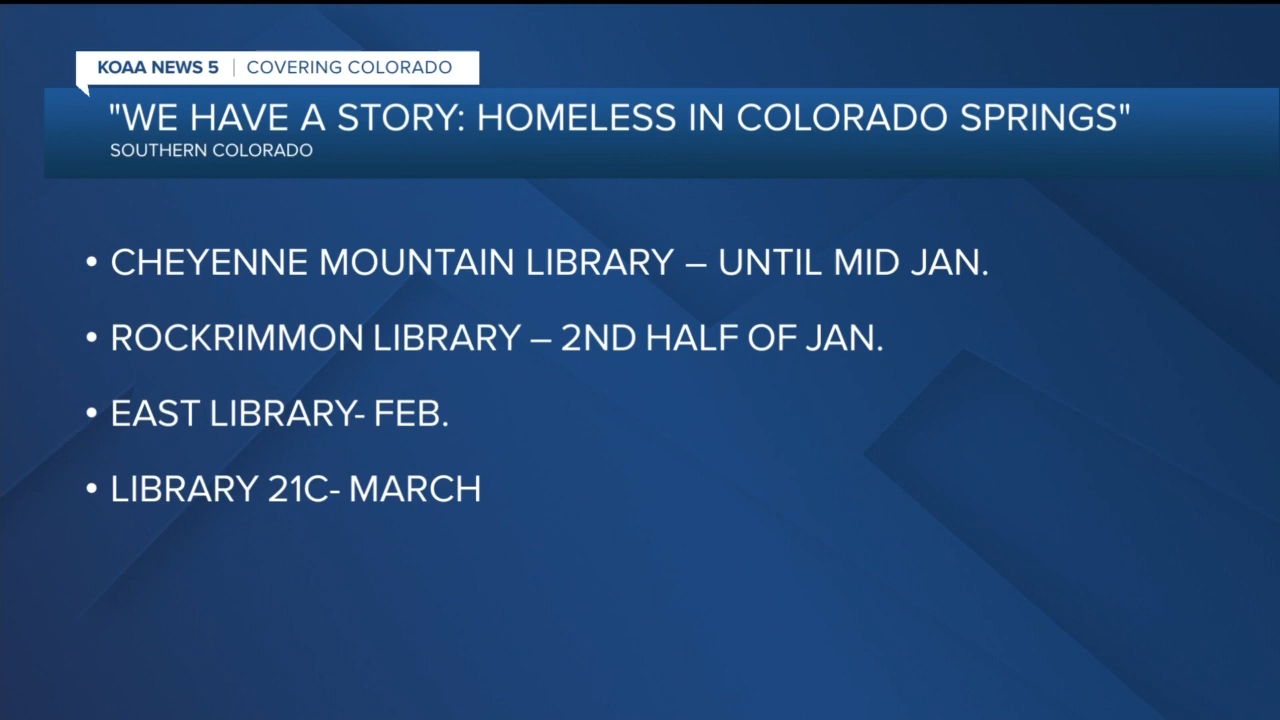 KOAA NEWS 5 | COVERING COLORADO
"WE HAVE A STORY: HOMELESS IN COLORADO SPRINGS"
SOUTHERN COLORADO
• CHEYENNE MOUNTAIN LIBRARY – UNTIL MID JAN.
• ROCKRIMMON LIBRARY – 2ND HALF OF JAN.
• EAST LIBRARY- FEB.
• LIBRARY 21C- MARCH